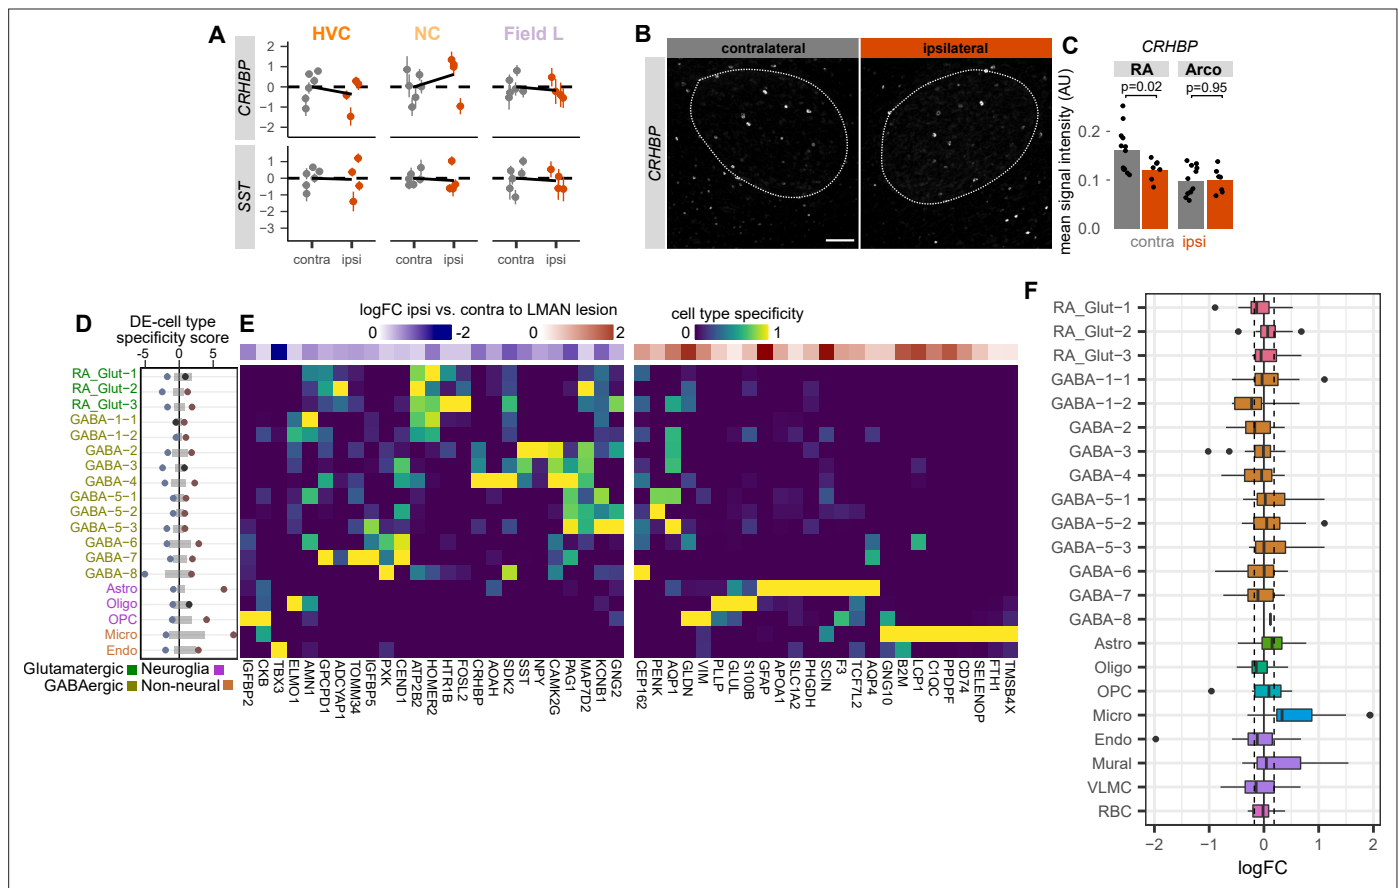 A
HVC
NC
Field L
CRHBP
2
1
0
−1
−2
SST
1
0
−1
−2
−3
contra
ipsi
contra
ipsi
contra
ipsi
B
contralateral
ipsilateral
CRHBP
C
CRHBP
RA
Arco
p=0.02
p=0.95
mean signal intensity (AU)
0.2
0.1
0.0
contra
ipsi
D
DE-cell type
specificity score
-5
0
5
RA_Glut-1
RA_Glut-2
RA_Glut-3
GABA-1-1
GABA-1-2
GABA-2
GABA-3
GABA-4
GABA-5-1
GABA-5-2
GABA-5-3
GABA-6
GABA-7
GABA-8
Astro
Oligo
OPC
Micro
Endo
Glutamatergic
Neuroglia
GABAergic
Non-neural
E
logFC ipsi vs. contra to LMAN lesion
0
-2
0
2
cell type specificity
0
1
IGFBP2
CKB
TBX3
ELMO1
AMN1
GPCPD1
ADCYAP1
TOMM34
IGFBP5
PXK
CEND1
ATP2B2
HOMER2
HTR1B
FOSL2
CRHBP
AOAH
SDK2
SST
NPY
CAMK2G
PAG1
MAP7D2
KCNB1
GNG2
CEP162
PENK
AQP1
GLDN
VIM
PLLP
GLUL
S100B
GFAP
APOA1
SLC1A2
PHGDH
SCIN
F3
TCF7L2
AQP4
GNG10
B2M
LCP1
C1QC
PPDPF
CD74
SELENOP
FTH1
TMSB4X
F
RA_Glut-1
RA_Glut-2
RA_Glut-3
GABA-1-1
GABA-1-2
GABA-2
GABA-3
GABA-4
GABA-5-1
GABA-5-2
GABA-5-3
GABA-6
GABA-7
GABA-8
Astro
Oligo
OPC
Micro
Endo
Mural
VLMC
RBC
−2
−1
0
1
2
logFC